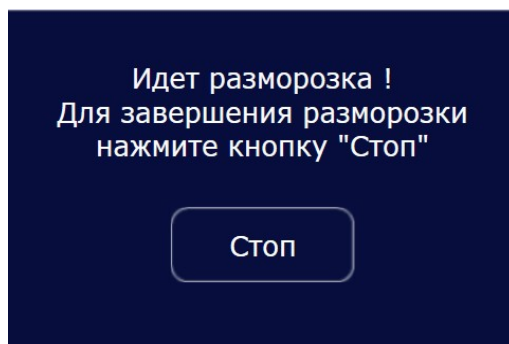 Идет разморозка !
Для завершения разморозки
нажмите кнопку "Стоп"
Стоп